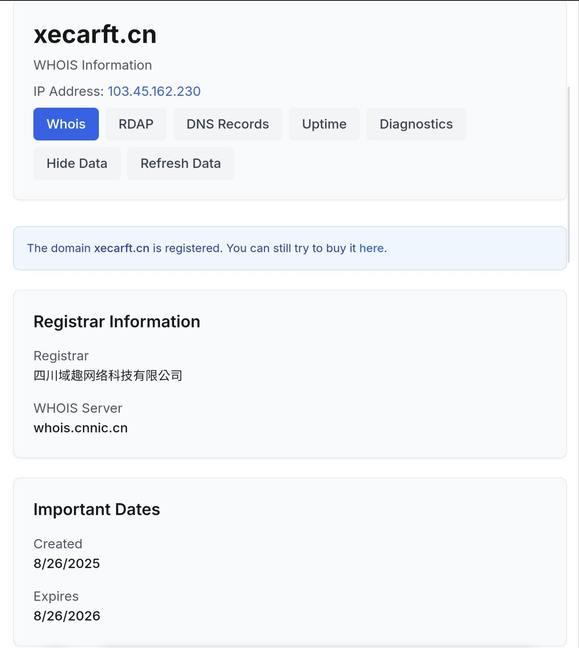 xecarft.cn
WHOIS Information
IP Address: 103.45.162.230
Whois
RDAP
DNS Records
Uptime
Diagnostics
Hide Data
Refresh Data
The domain xecarft.cn is registered. You can still try to buy it here.
Registrar Information
Registrar
四川域趣网络科技有限公司
WHOIS Server
whois.cnnic.cn
Important Dates
Created
8/26/2025
Expires
8/26/2026